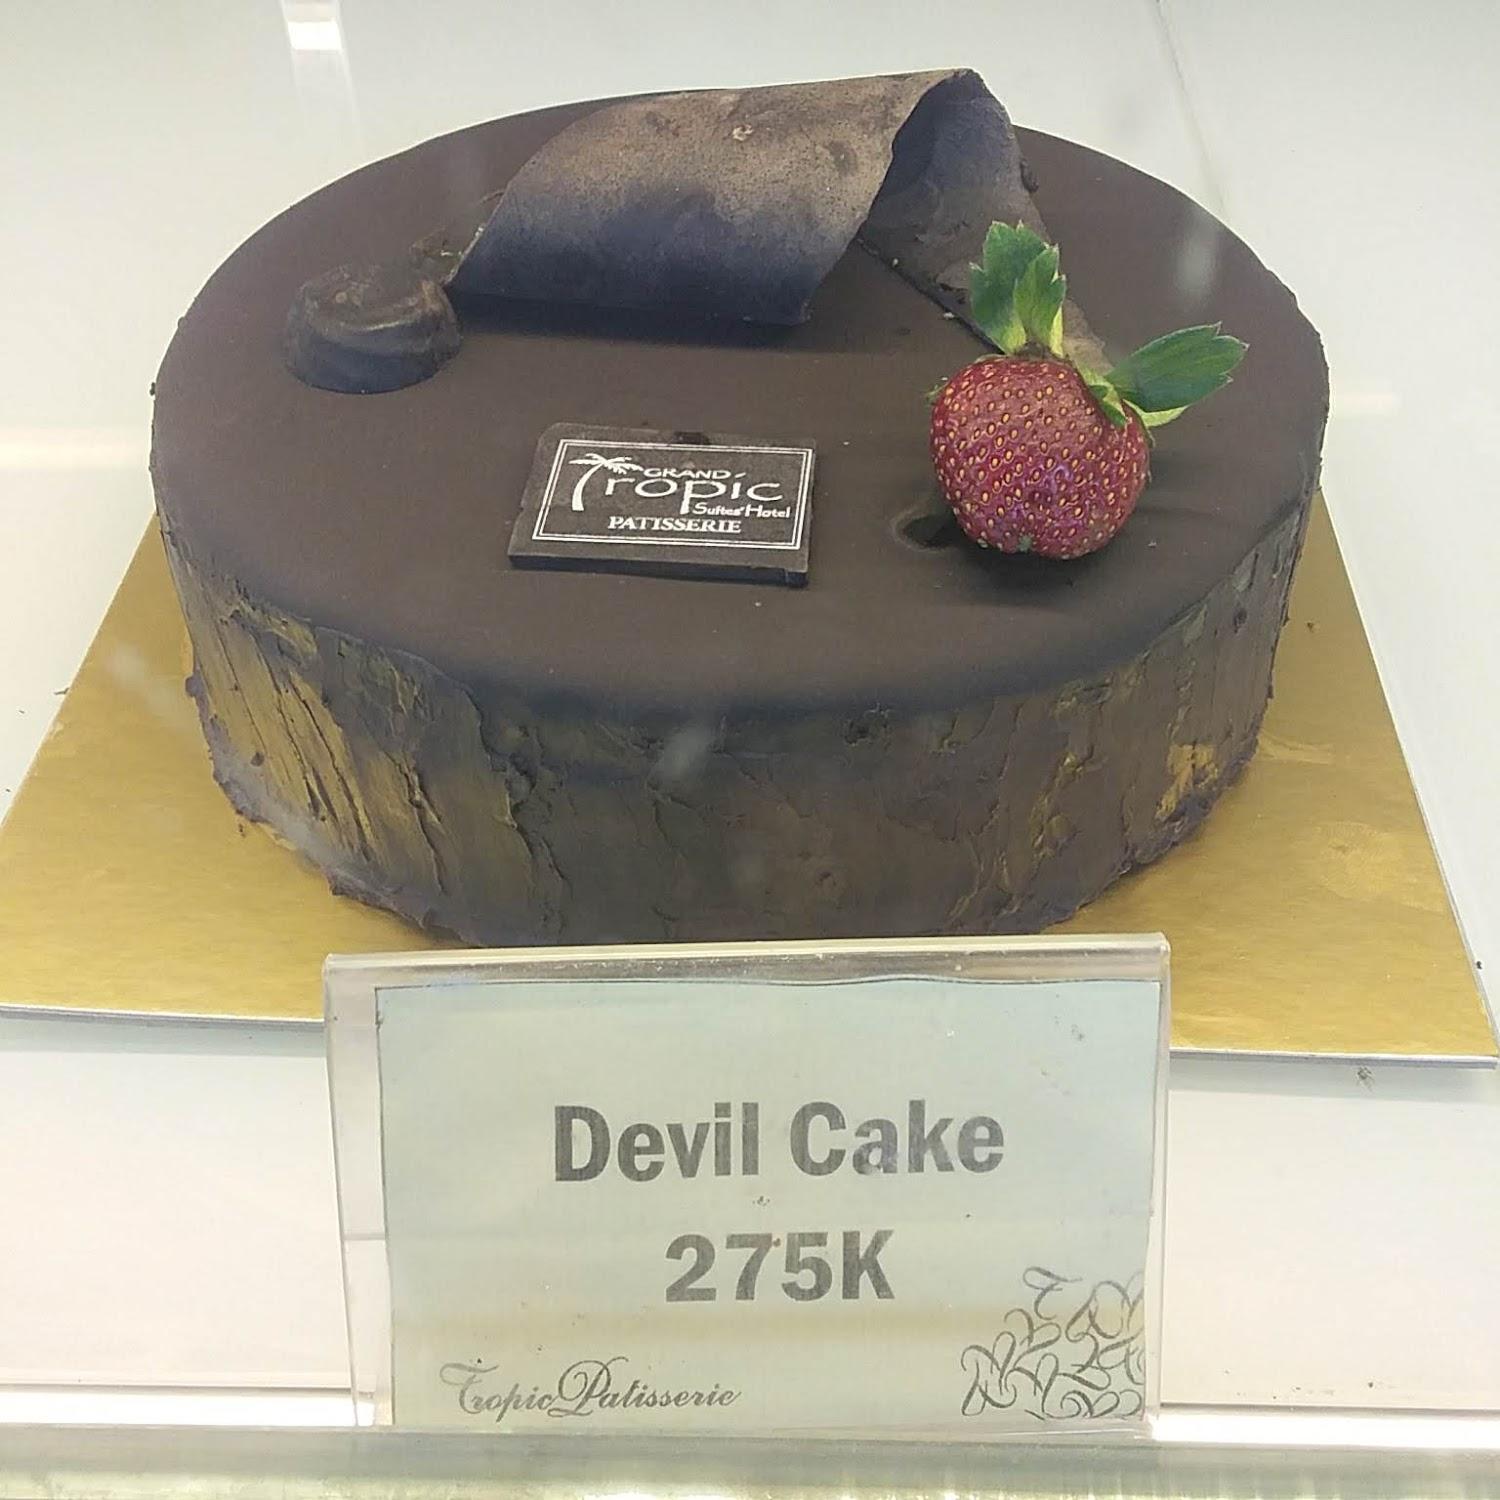 GRAND
Tropic
Suites' Hotel
PATISSERIE
Devil Cake
275K
Tropic Patisserie